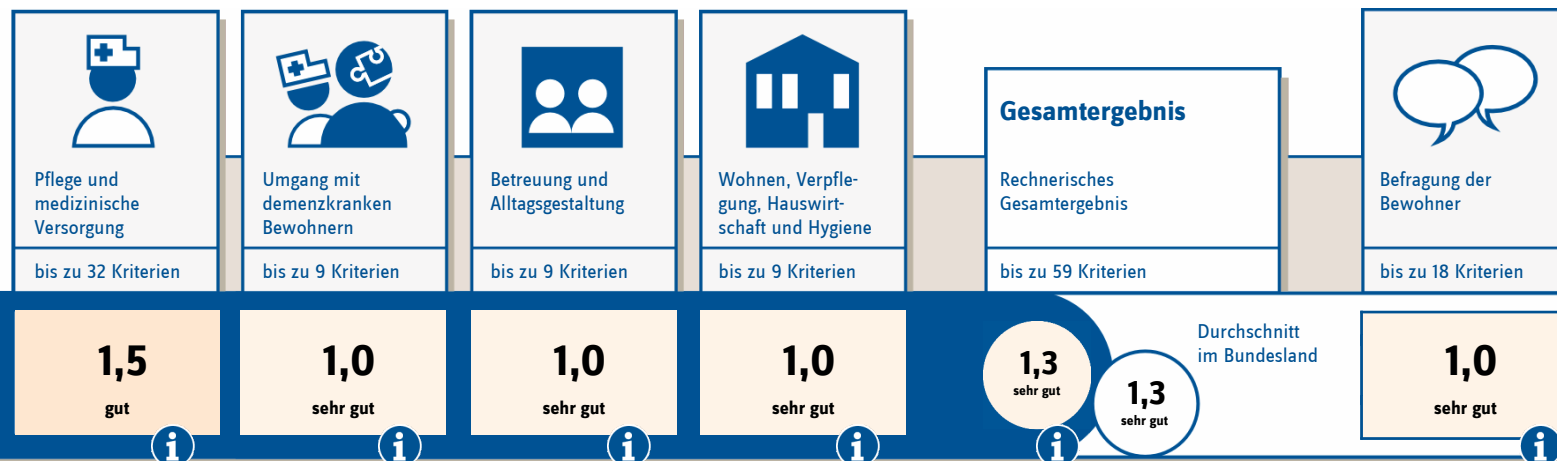 Pflege und
medizinische
Versorgung
bis zu 32 Kriterien
1,5
gut
Umgang mit
demenzkranken
Bewohnern
bis zu 9 Kriterien
1,0
sehr gut
Betreuung und
Alltagsgestaltung
bis zu 9 Kriterien
1,0
sehr gut
Wohnen, Verpfle-
gung, Hauswirt-
schaft und Hygiene
bis zu 9 Kriterien
1,0
sehr gut
Gesamtergebnis
Rechnerisches
Gesamtergebnis
bis zu 59 Kriterien
1,3
sehr gut
Durchschnitt
im Bundesland
1,3
sehr gut
Befragung der
Bewohner
bis zu 18 Kriterien
1,0
sehr gut